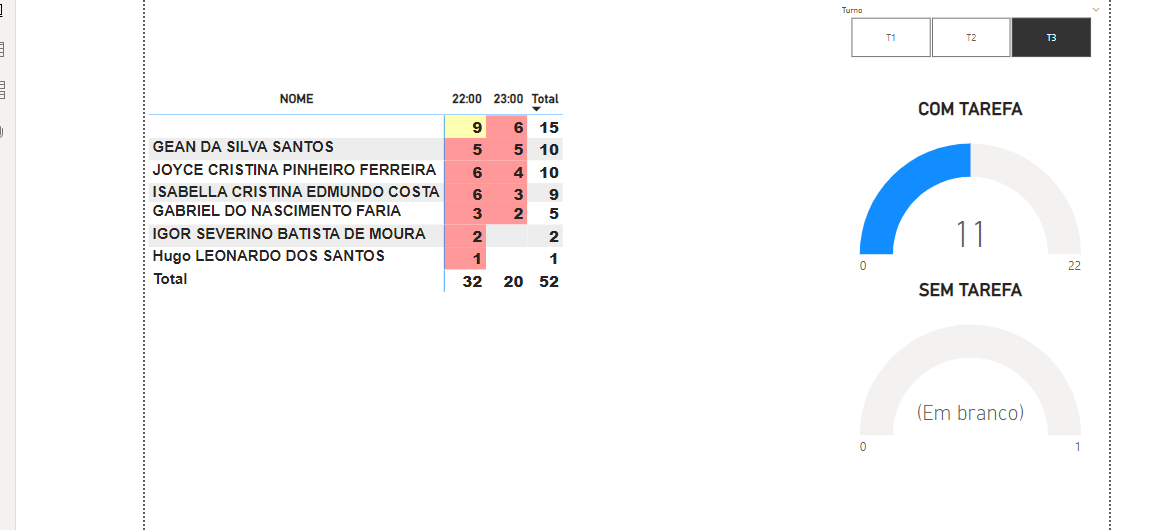 Turno
T1 T2 T3
NOME 22:00 23:00 Total
9 6 15
GEAN DA SILVA SANTOS 5 5 10
JOYCE CRISTINA PINHEIRO FERREIRA 6 4 10
ISABELLA CRISTINA EDMUNDO COSTA 6 3 9
GABRIEL DO NASCIMENTO FARIA 3 2 5
IGOR SEVERINO BATISTA DE MOURA 2 2
Hugo LEONARDO DOS SANTOS 1 1
Total 32 20 52
COM TAREFA
11
0 22
SEM TAREFA
(Em branco)
0 1